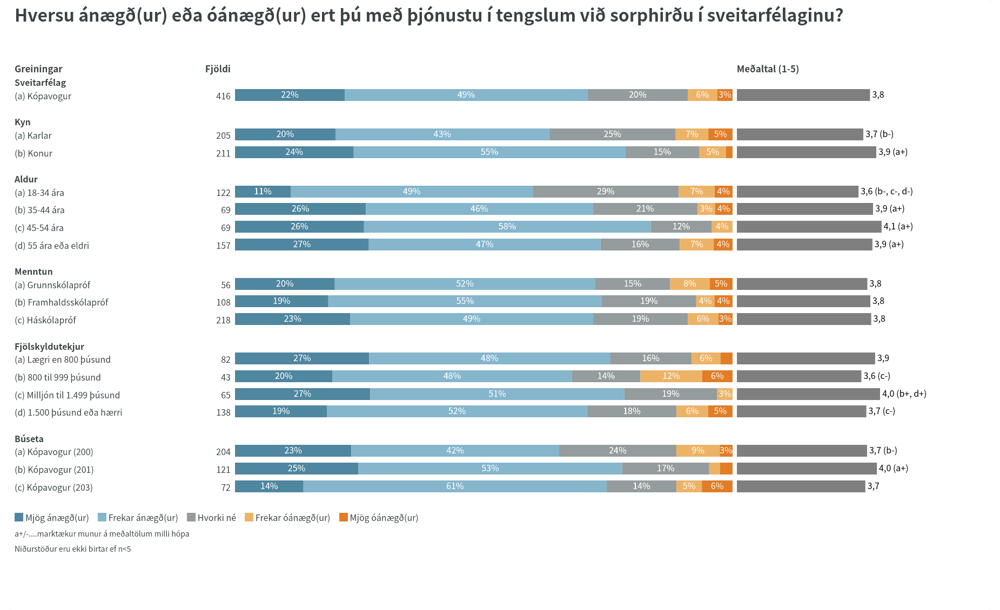 Hversu ánægð(ur) eða óánægð(ur) ert þú með þjónustu í tengslum við sorphirðu í sveitarfélaginu?
Greiningar Fjöldi Meðaltal (1-5)
Sveitarfélag
(a) Kópavogur 416 22% 49% 20% 6% 3% 3,8
Kyn
(a) Karlar 205 20% 43% 25% 7% 5% 3,7 (b-)
(b) Konur 211 24% 55% 15% 5% 3,9 (a+)
Aldur
(a) 18-34 ára 122 11% 49% 29% 7% 4% 3,6 (b-, c-, d-)
(b) 35-44 ára 69 26% 46% 21% 3% 4% 3,9 (a+)
(c) 45-54 ára 69 26% 58% 12% 4% 4,1 (a+)
(d) 55 ára eða eldri 157 27% 47% 16% 7% 4% 3,9 (a+)
Menntun
(a) Grunnskólapróf 56 20% 52% 15% 8% 5% 3,8
(b) Framhaldsskólapróf 108 19% 55% 19% 4% 4% 3,8
(c) Háskólapróf 218 23% 49% 19% 6% 3% 3,8
Fjölskyldutekjur
(a) Lægri en 800 þúsund 82 27% 48% 16% 6% 3,9
(b) 800 til 999 þúsund 43 20% 48% 14% 12% 6% 3,6 (c-)
(c) Milljón til 1.499 þúsund 65 27% 51% 19% 3% 4,0 (b+, d+)
(d) 1.500 þúsund eða hærri 138 19% 52% 18% 6% 5% 3,7 (c-)
Búseta
(a) Kópavogur (200) 204 23% 42% 24% 9% 3% 3,7 (b-)
(b) Kópavogur (201) 121 25% 53% 17% 4,0 (a+)
(c) Kópavogur (203) 72 14% 61% 14% 5% 6% 3,7
Mjög ánægð(ur) Frekar ánægð(ur) Hvorki né Frekar óánægð(ur) Mjög óánægð(ur)
a+/-....marktækur munur á meðaltölum milli hópa
Niðurstöður eru ekki birtar ef n<5